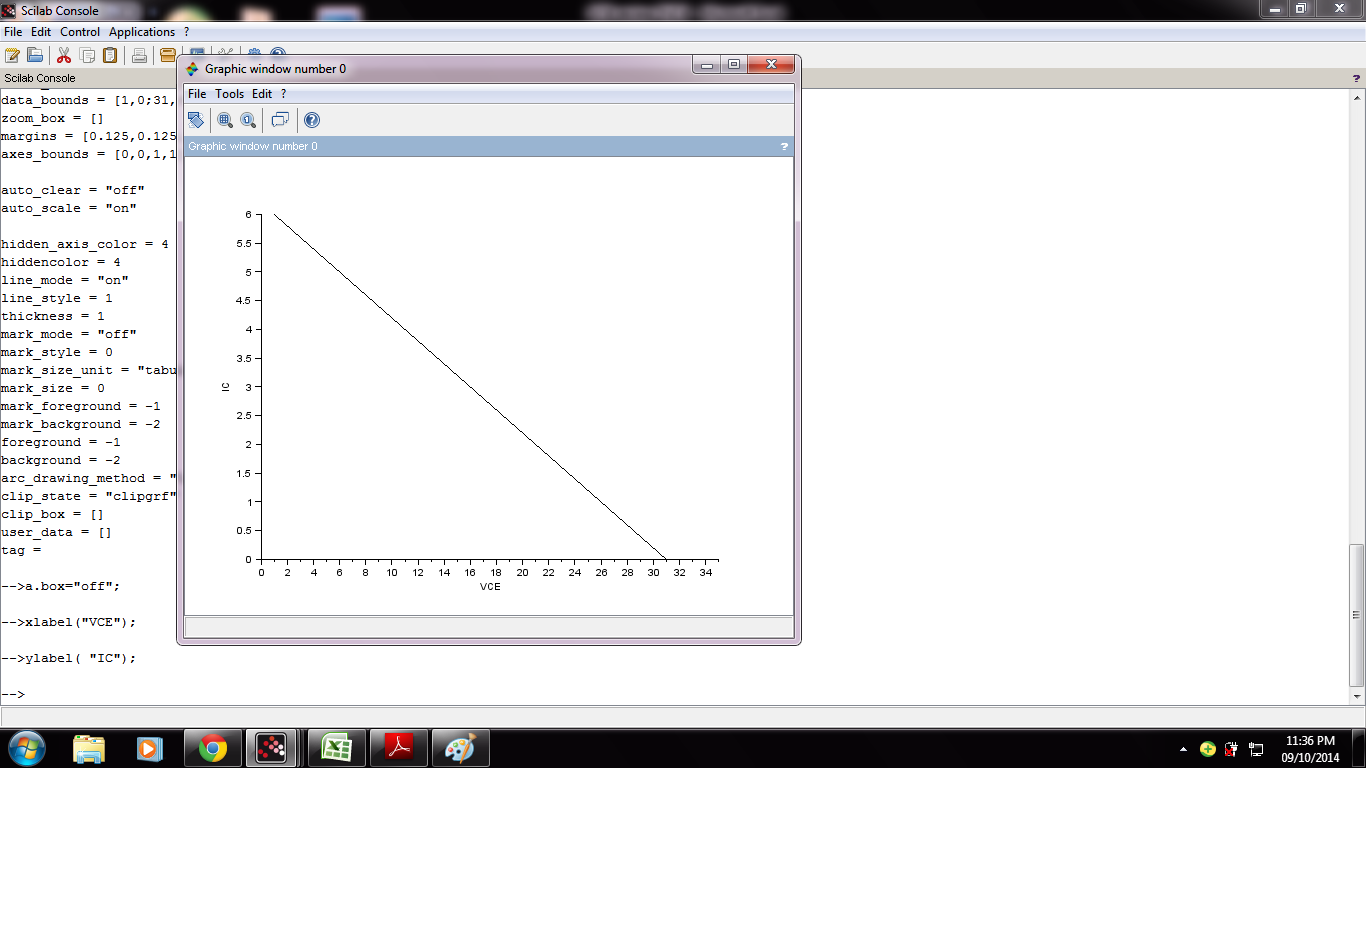 Scilab Console
File Edit Control Applications ?
Scilab Console ?
data_bounds = [1,0;31,
zoom_box = []
margins = [0.125,0.125
axes_bounds = [0,0,1,1
auto_clear = "off"
auto_scale = "on"
hidden_axis_color = 4
hiddencolor = 4
line_mode = "on"
line_style = 1
thickness = 1
mark_mode = "off"
mark_style = 0
mark_size_unit = "tabu
mark_size = 0
mark_foreground = -1
mark_background = -2
foreground = -1
background = -2
arc_drawing_method = "
clip_state = "clipgrf"
clip_box = []
user_data = []
tag =
-->a.box="off";
-->xlabel("VCE");
-->ylabel( "IC");
-->
Graphic window number 0
File Tools Edit ?
Graphic window number 0 ?
6
5.5
5
4.5
4
3.5
IC
3
2.5
2
1.5
1
0.5
0
0 2 4 6 8 10 12 14 16 18 20 22 24 26 28 30 32 34
VCE
11:36 PM
09/10/2014